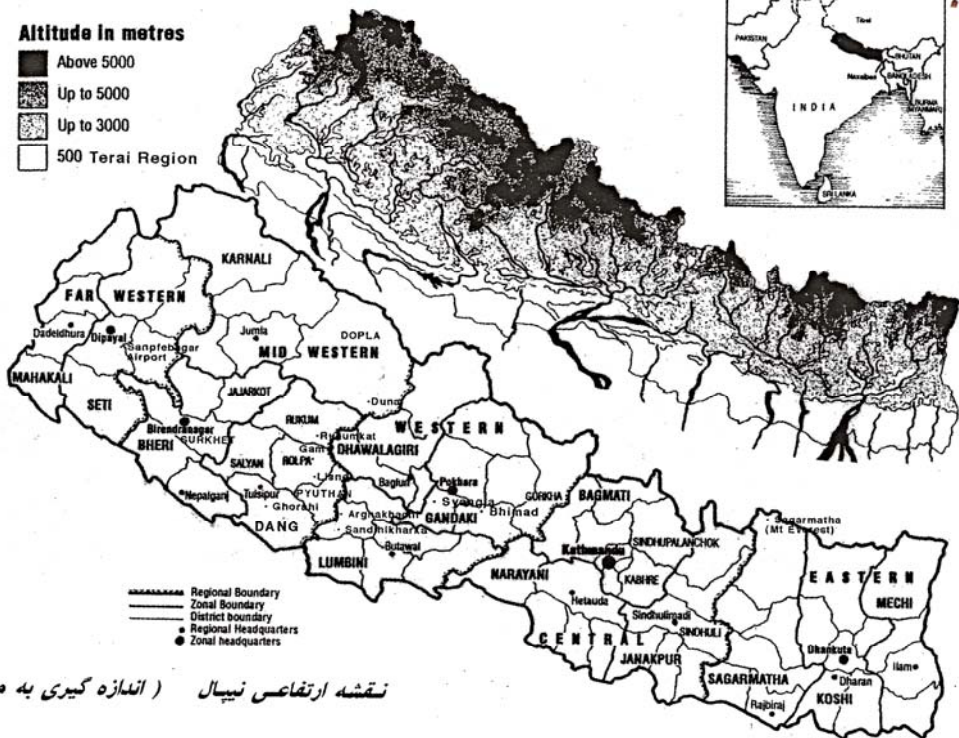 Altitude in metres
Above 5000
Up to 5000
Up to 3000
500 Terai Region
Tibet
PAKISTAN
BHUTAN
BANGLADESH
INDIA
BURMA
(MYANMAR)
SRI LANKA
KARNALI
FAR WESTERN
Dadeldhura
Dipayal
Sanpfebagar
Airport
Jumla
DOPLA
MID WESTERN
MAHAKALI
SETI
JAJARKOT
Duna
Birendranagar
SURKHET
BHERI
RUKUM
WESTERN
DHAWALAGIRI
SALYAN
ROLPA
Baglun
Pokhara
Nepalganj
Tulsipur
PYUTHAN
Syangja
GORKHA
BAGMATI
Ghorahi
Bhimad
GANDAKI
DANG
Sandhikharka
Butawal
LUMBINI
Sagarmatha
(Mt Everest)
SINDHUPALANCHOK
Kathmandu
NARAYANI
KABHRE
EASTERN
MECHI
Hetauda
Sindhulimadi
SINDHULI
CENTRAL
JANAKPUR
Dhankuta
Ilam
SAGARMATHA
Dharan
KOSHI
Rajbiraj
Regional Boundary
Zonal Boundary
District boundary
Regional Headquarters
Zonal headquarters
نقشه ارتفاعی نیپال ( اندازه گیری به